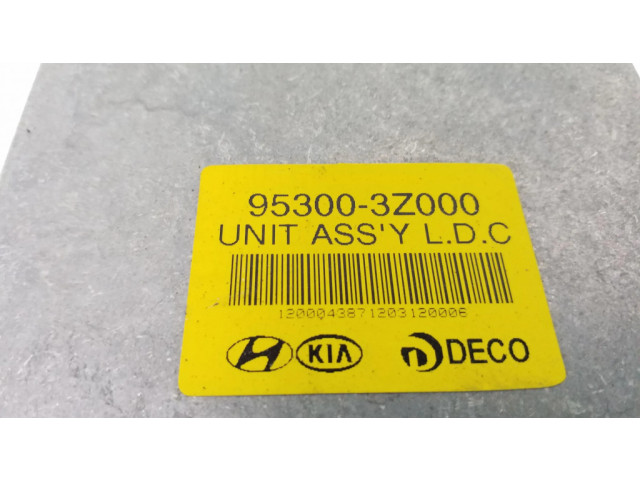 95300-3Z000
UNIT ASS'Y L.D.C
1200043871203120006
KIA DECO